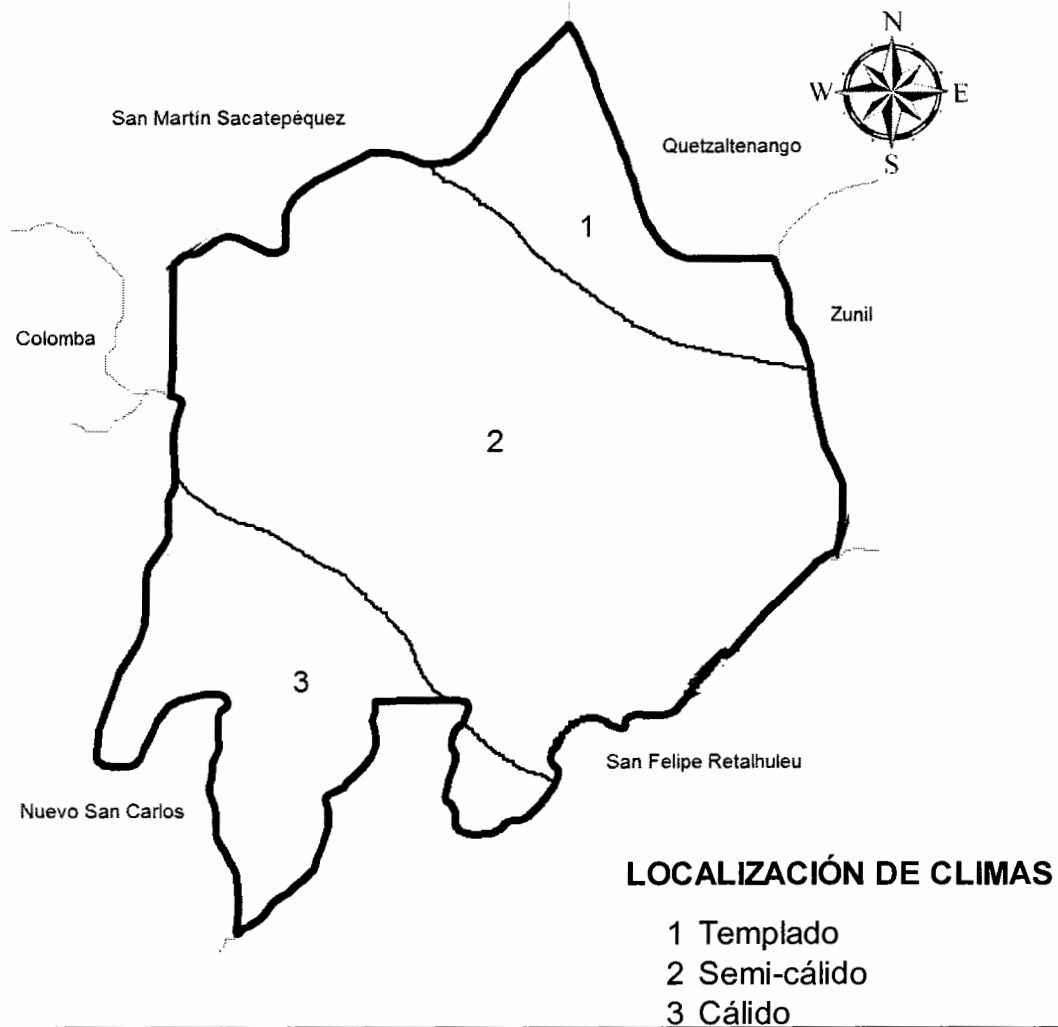 N
San Martín Sacatepéquez
W
E
Quetzaltenango
S
1
Zunil
Colomba
2
3
San Felipe Retalhuleu
Nuevo San Carlos
LOCALIZACIÓN DE CLIMAS
1 Templado
2 Semi-cálido
3 Cálido